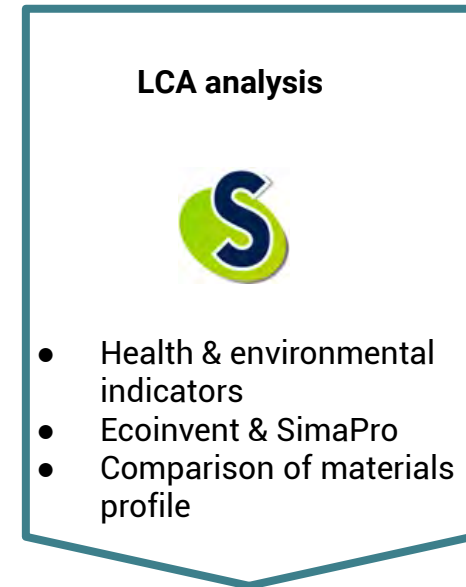 LCA analysis
S
● Health & environmental
indicators
● Ecoinvent & SimaPro
● Comparison of materials
profile